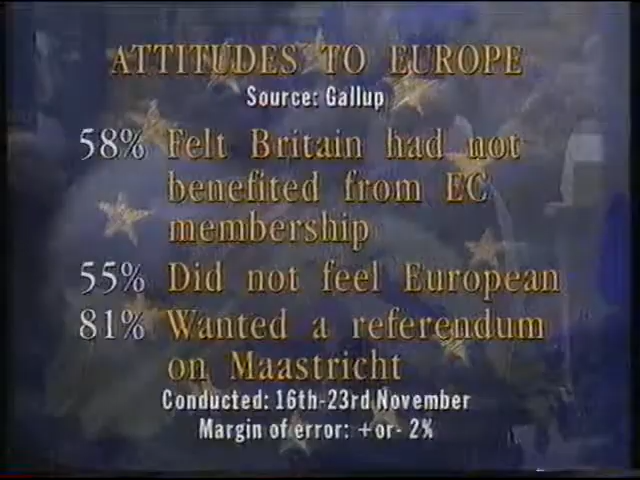 ATTITUDES TO EUROPE
Source: Gallup
58% Felt Britain had not
benefited from EC
membership
55% Did not feel European
81% Wanted a referendum
on Maastricht
Conducted: 16th-23rd November
Margin of error: +or- 2%